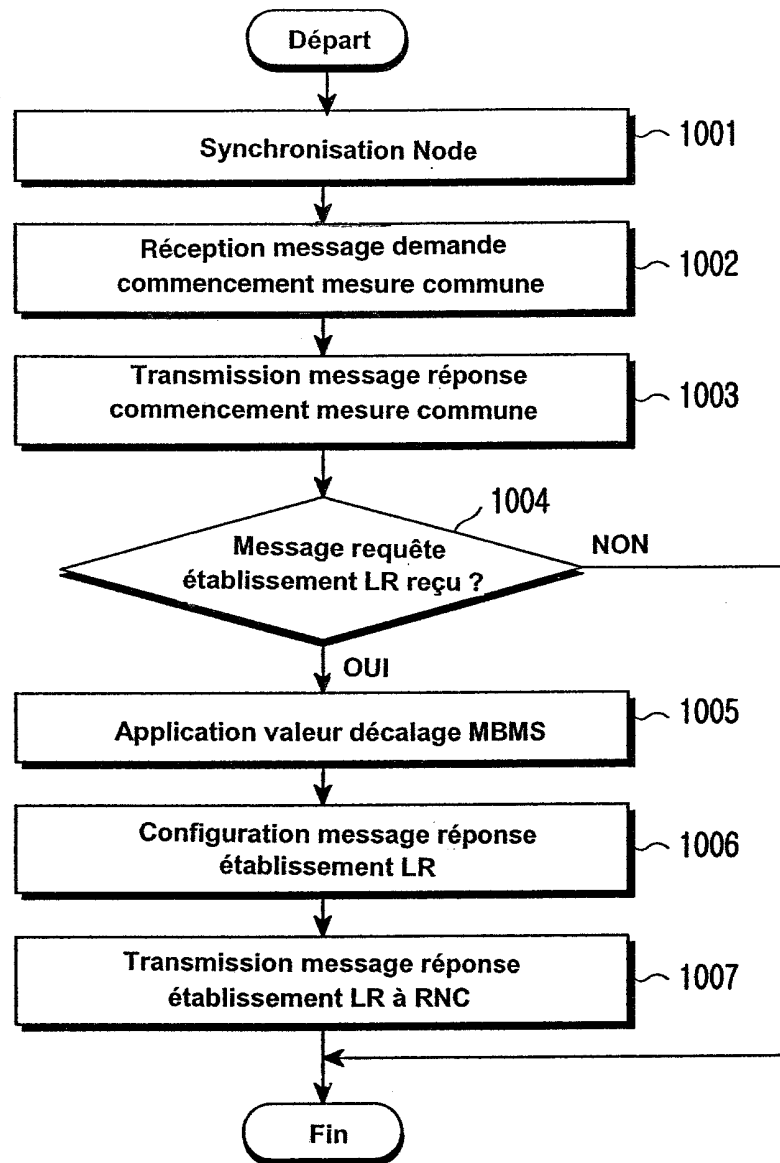 Départ
Synchronisation Node
1001
Réception message demande
commencement mesure commune
1002
Transmission message réponse
commencement mesure commune
1003
1004
Message requête
établissement LR reçu ?
NON
OUI
Application valeur décalage MBMS
1005
Configuration message réponse
établissement LR
1006
Transmission message réponse
établissement LR à RNC
1007
Fin